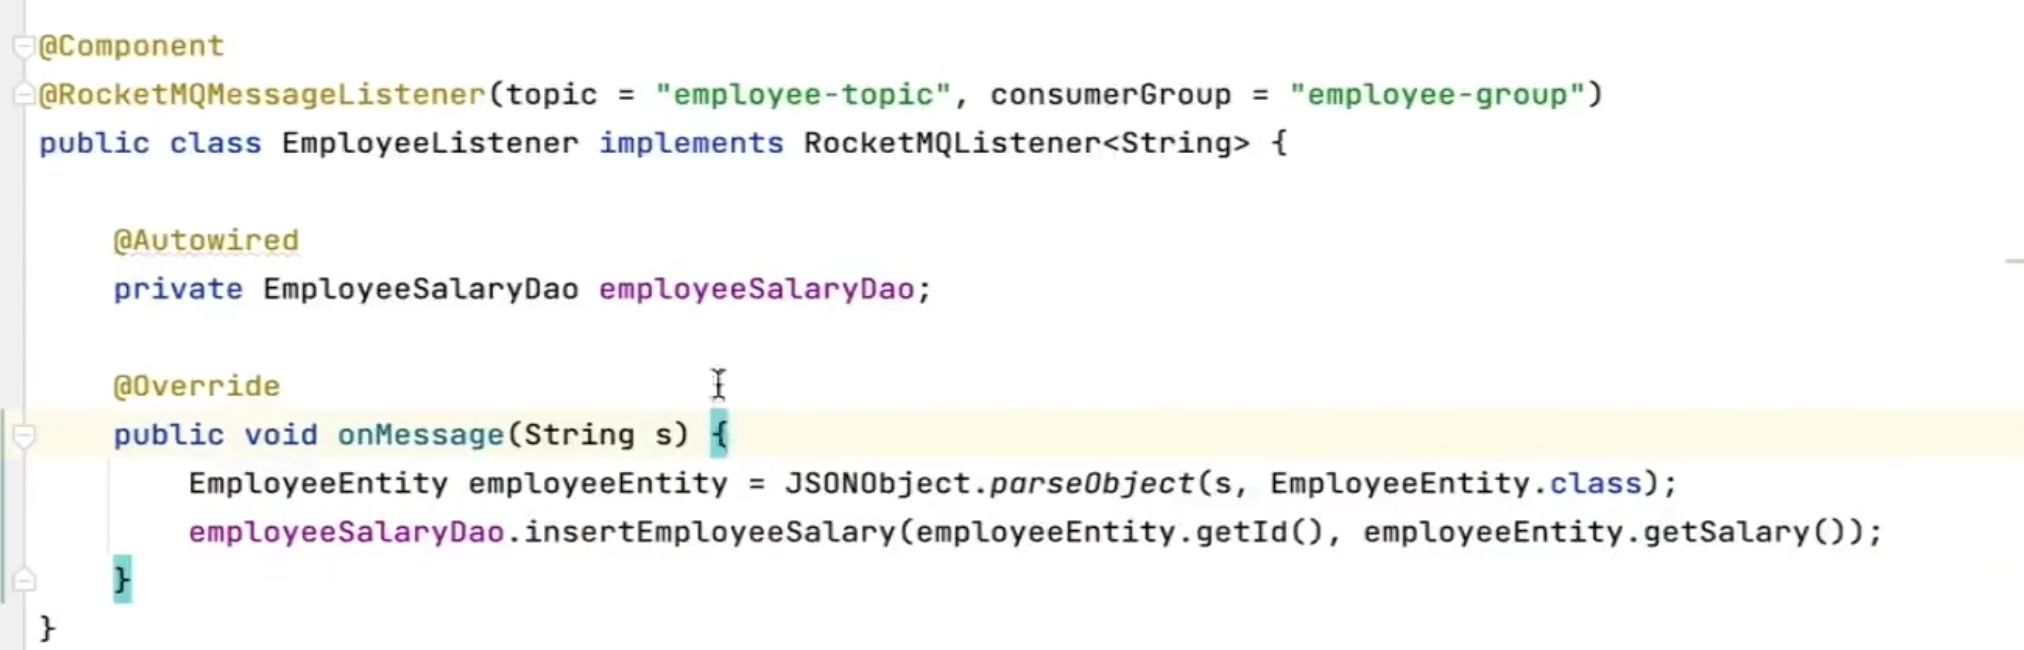 @Component
@RocketMQMessageListener(topic = "employee-topic", consumerGroup = "employee-group")
public class EmployeeListener implements RocketMQListener<String> {
@Autowired
private EmployeeSalaryDao employeeSalaryDao;
@Override
public void onMessage(String s) {
EmployeeEntity employeeEntity = JSONObject.parseObject(s, EmployeeEntity.class);
employeeSalaryDao.insertEmployeeSalary(employeeEntity.getId(), employeeEntity.getSalary());
}
}